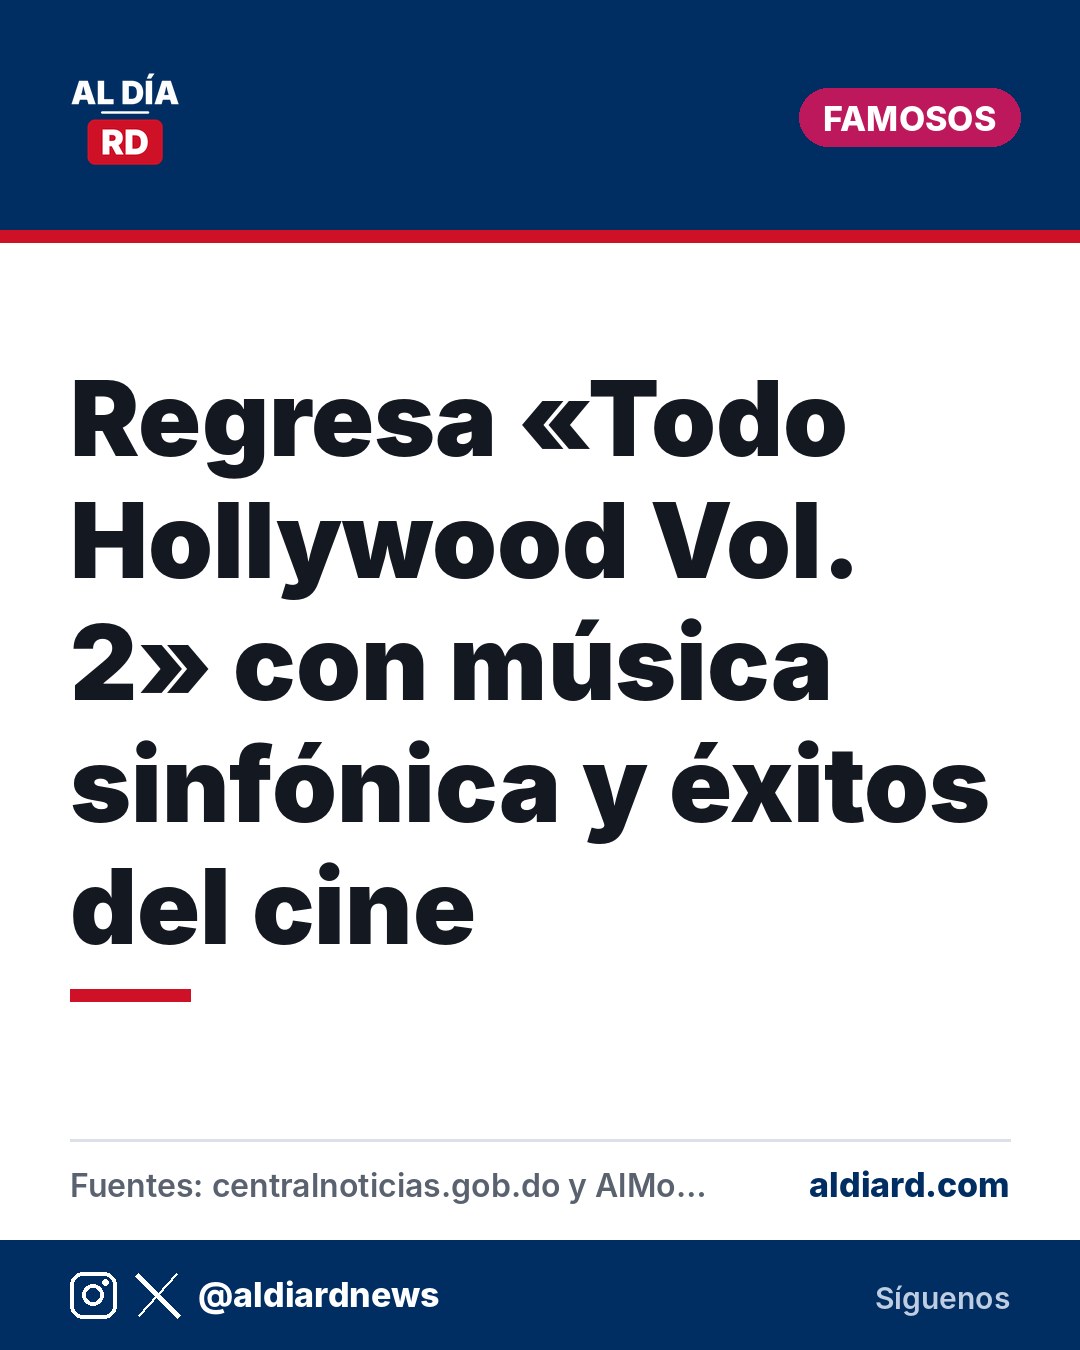 AL DÍA
RD
FAMOSOS
Regresa «Todo
Hollywood Vol.
2» con música
sinfónica y éxitos
del cine
Fuentes: centralnoticias.gob.do y AlMo...
aldiard.com
@aldiardnews
Síguenos